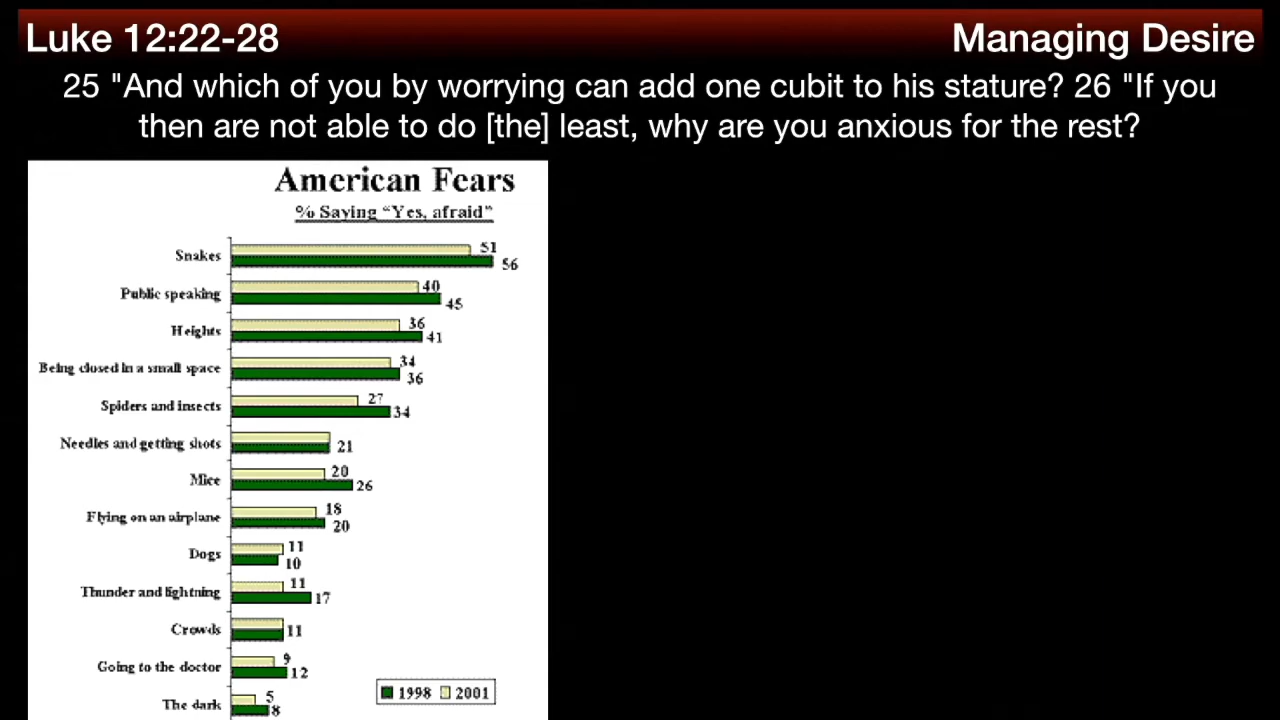 Luke 12:22-28
Managing Desire
25 "And which of you by worrying can add one cubit to his stature? 26 "If you
then are not able to do [the] least, why are you anxious for the rest?
American Fears
% Saying “Yes, afraid”
Snakes
51
56
Public speaking
40
45
Heights
36
41
Being closed in a small space
34
36
Spiders and insects
27
34
Needles and getting shots
21
Mice
20
26
Flying on an airplane
18
20
Dogs
11
10
Thunder and lightning
11
17
Crowds
11
Going to the doctor
9
12
The dark
5
8
1998 2001